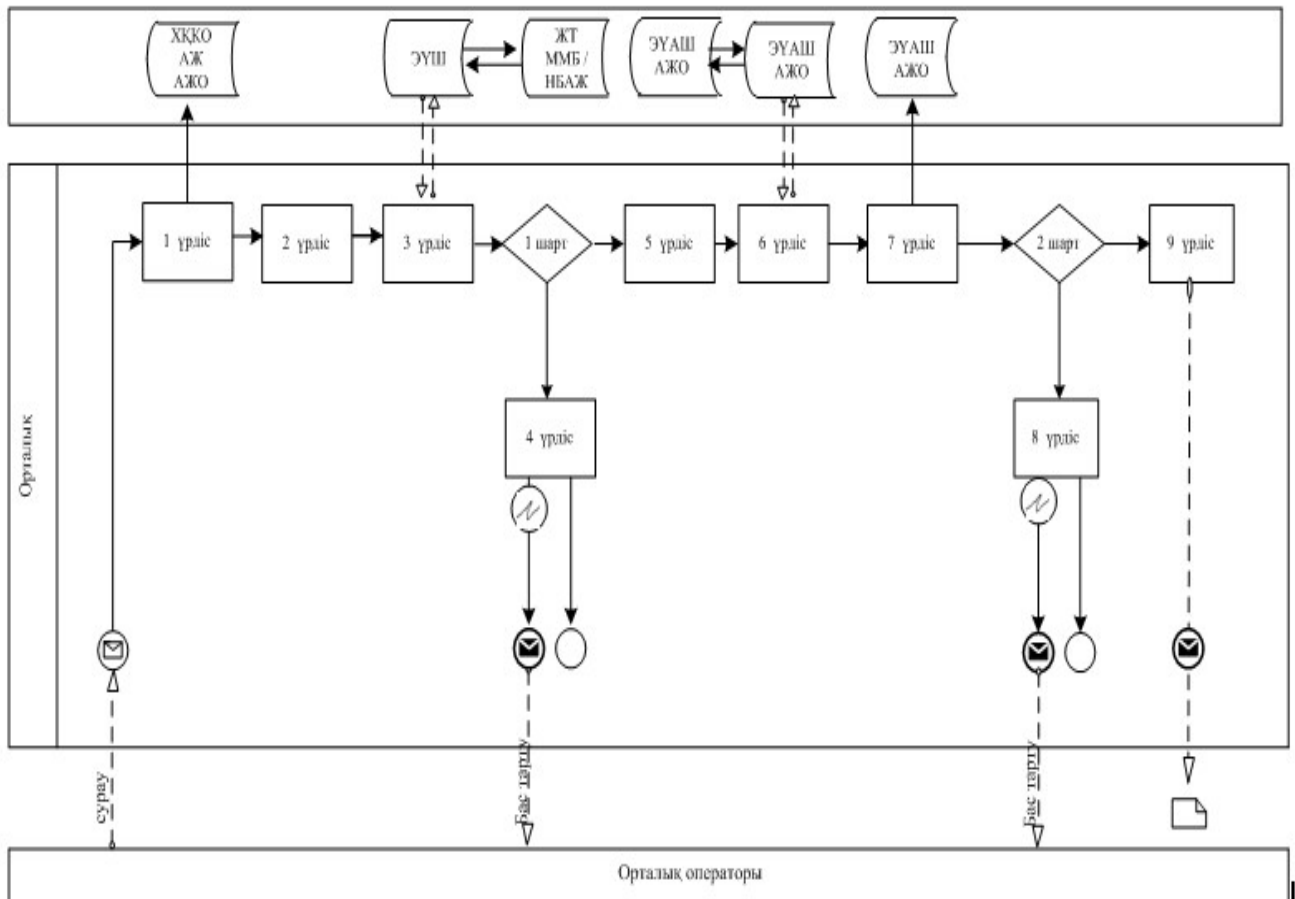 ХҚКО
АЖ
АЖО
ЭҮШ
ЖТ
ММБ /
НБАЖ
ЭҮАШ
АЖО
ЭҮАШ
АЖО
ЭҮАШ
АЖО
1 үрдіс
2 үрдіс
3 үрдіс
1 шарт
5 үрдіс
6 үрдіс
7 үрдіс
2 шарт
9 үрдіс
4 үрдіс
8 үрдіс
Орталық
сұрау
Бас тарту
Бас тарту
Орталық операторы